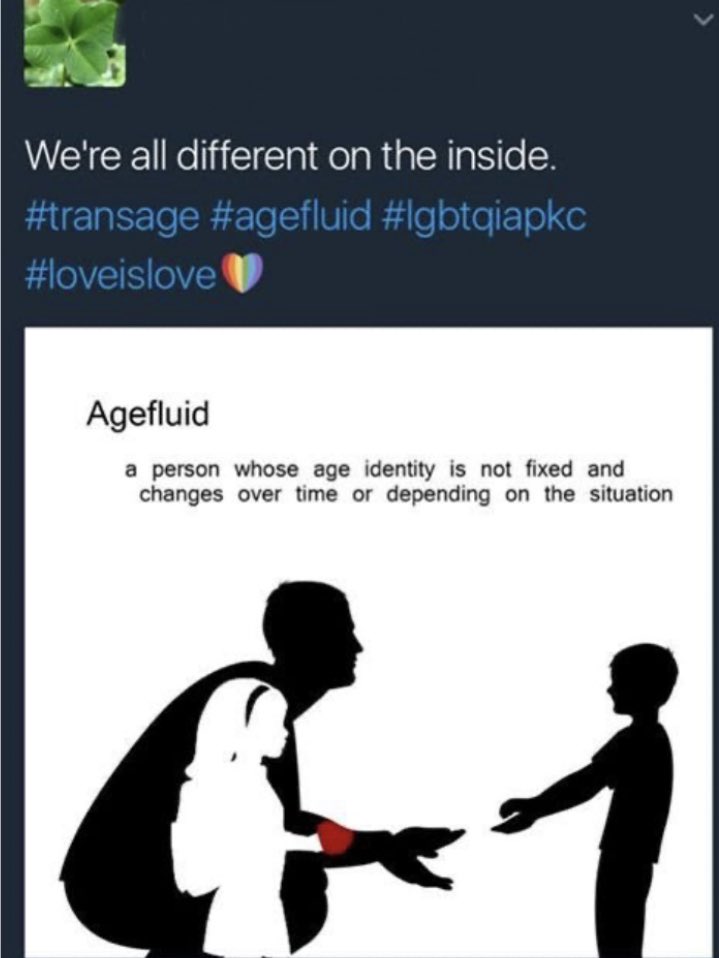 We're all different on the inside.
#transage #agefluid #lgbtqiapkc
#loveislove
Agefluid
a person whose age identity is not fixed and
changes over time or depending on the situation